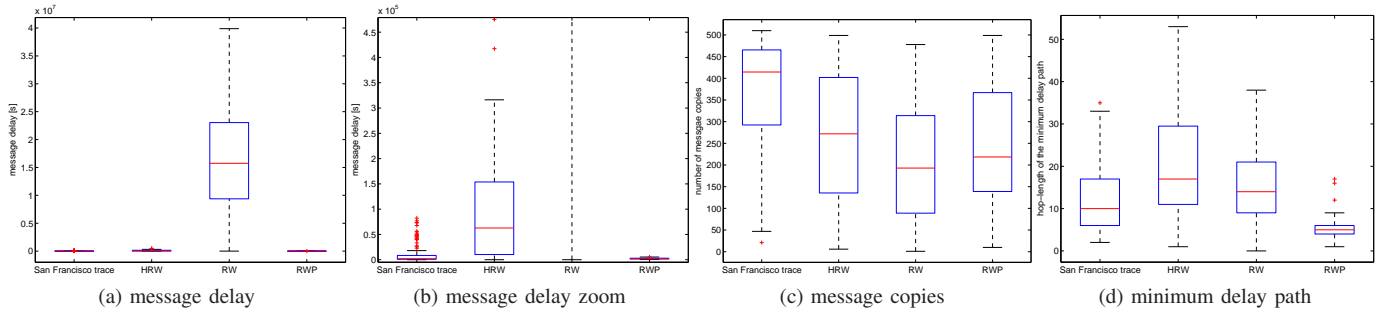 x 10^7
4
3.5
3
2.5
2
1.5
1
0.5
0
message delay [s]
San Francisco trace HRW RW RWP
(a) message delay
x 10^5
4.5
4
3.5
3
2.5
2
1.5
1
0.5
0
message delay [s]
San Francisco trace HRW RW RWP
(b) message delay zoom
500
450
400
350
300
250
200
150
100
50
0
number of messgae copies
San Francisco trace HRW RW RWP
(c) message copies
50
40
30
20
10
0
hop-length of the minimum delay path
San Francisco trace HRW RW RWP
(d) minimum delay path